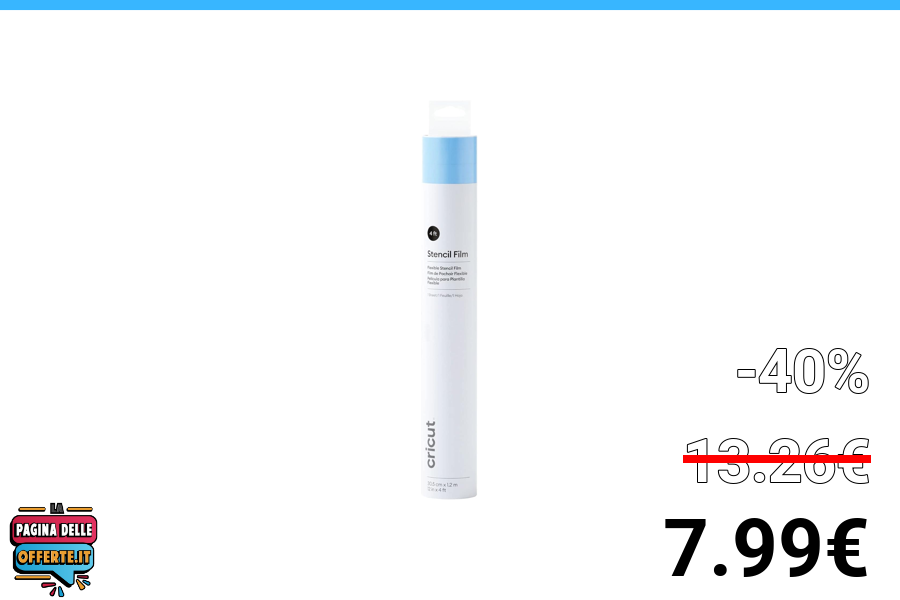 4 ft
Stencil Film
cricut
-40%
13.26€
7.99€
LA
PAGINA DELLE
OFFERTE.IT